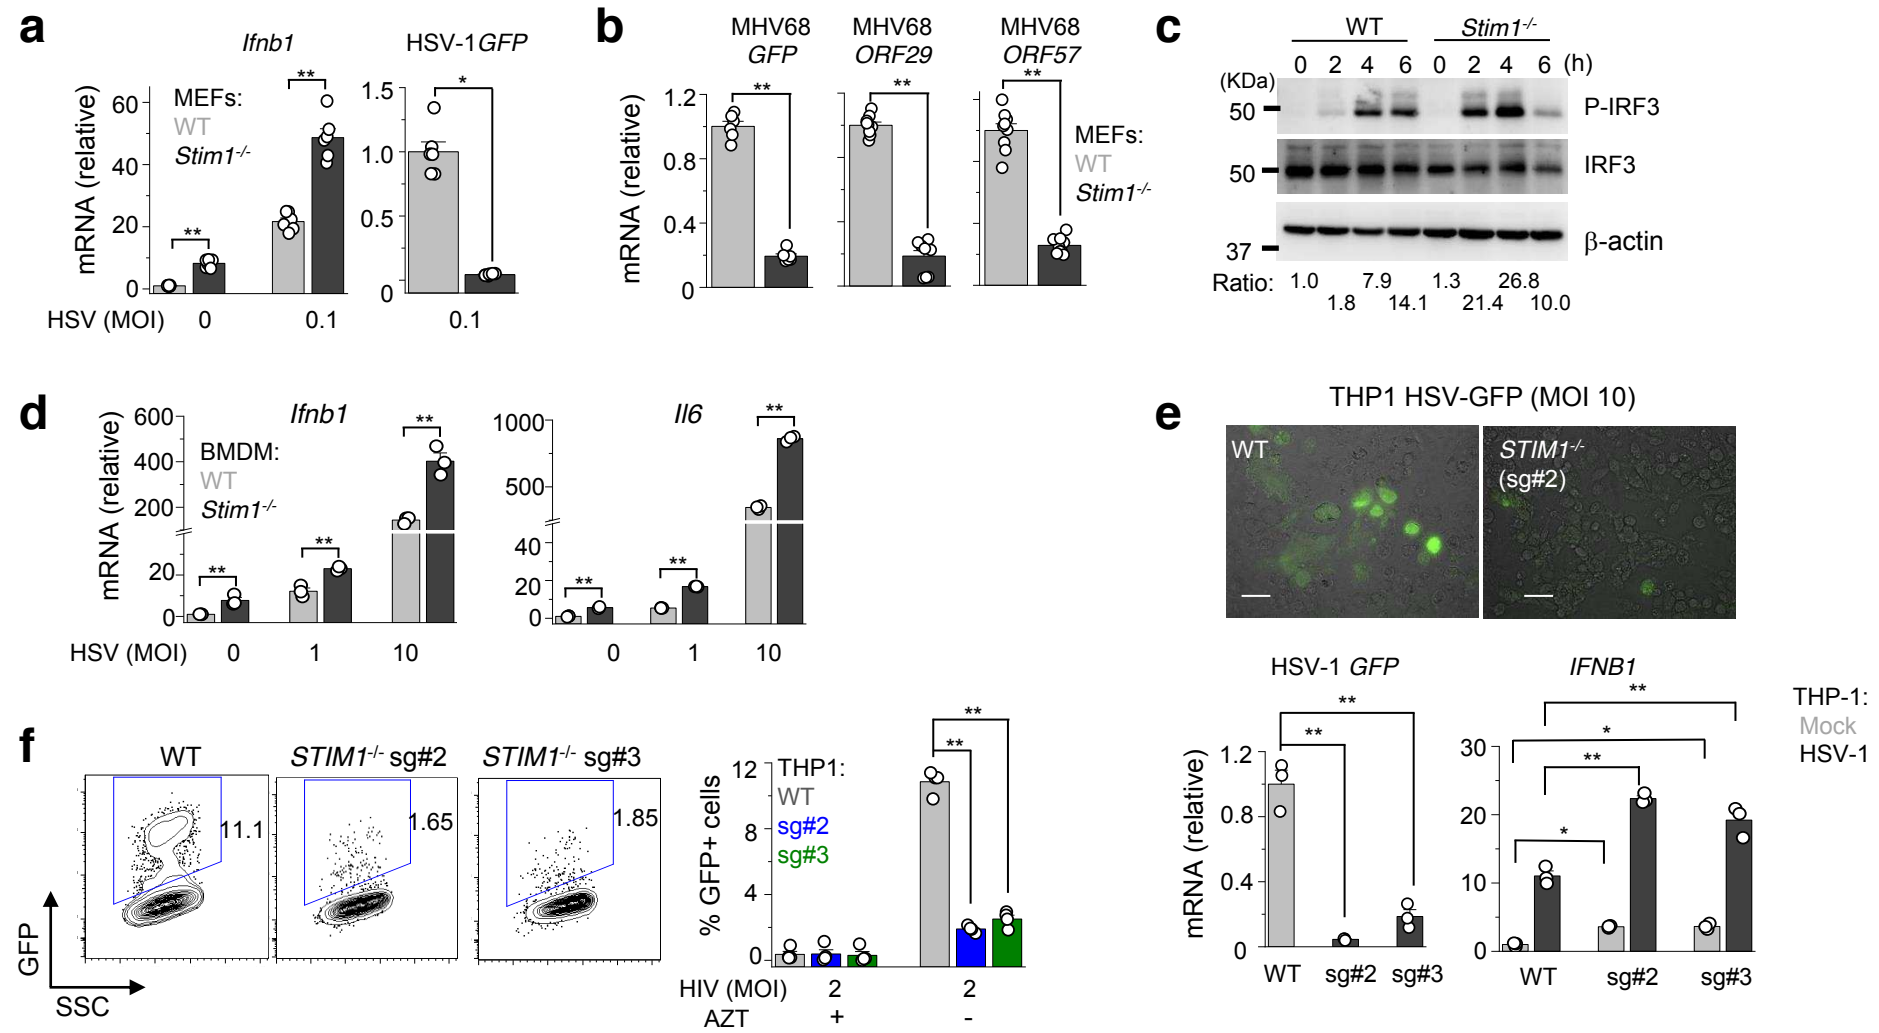 a
Ifnb1
HSV-1GFP
MEFs:
WT
Stim1-/-
mRNA (relative)
60
40
20
0
**
**
1.5
1.0
0.5
0
*
HSV (MOI)
0
0.1
0.1
b
MHV68
GFP
MHV68
ORF29
MHV68
ORF57
mRNA (relative)
1.2
0.8
0.4
0
**
**
**
MEFs:
WT
Stim1-/-
c
WT
Stim1-/-
0 2 4 6 0 2 4 6 (h)
(KDa)
50
P-IRF3
50
IRF3
37
β-actin
Ratio: 1.0 7.9 1.3 26.8
1.8 14.1 21.4 10.0
d
Ifnb1
BMDM:
WT
Stim1-/-
mRNA (relative)
600
400
200
20
0
**
**
**
Il6
1000
500
40
20
0
**
**
**
HSV (MOI) 0 1 10
0 1 10
e
THP1 HSV-GFP (MOI 10)
WT
STIM1-/-
(sg#2)
HSV-1 GFP
**
**
mRNA (relative)
1.2
0.8
0.4
0
WT sg#2 sg#3
IFNB1
**
*
**
*
30
20
10
0
WT sg#2 sg#3
THP-1:
Mock
HSV-1
f
WT
STIM1-/- sg#2
STIM1-/- sg#3
11.1
1.65
1.85
GFP
SSC
% GFP+ cells
12
8
4
0
THP1:
WT
sg#2
sg#3
**
**
HIV (MOI) 2 2
AZT + -